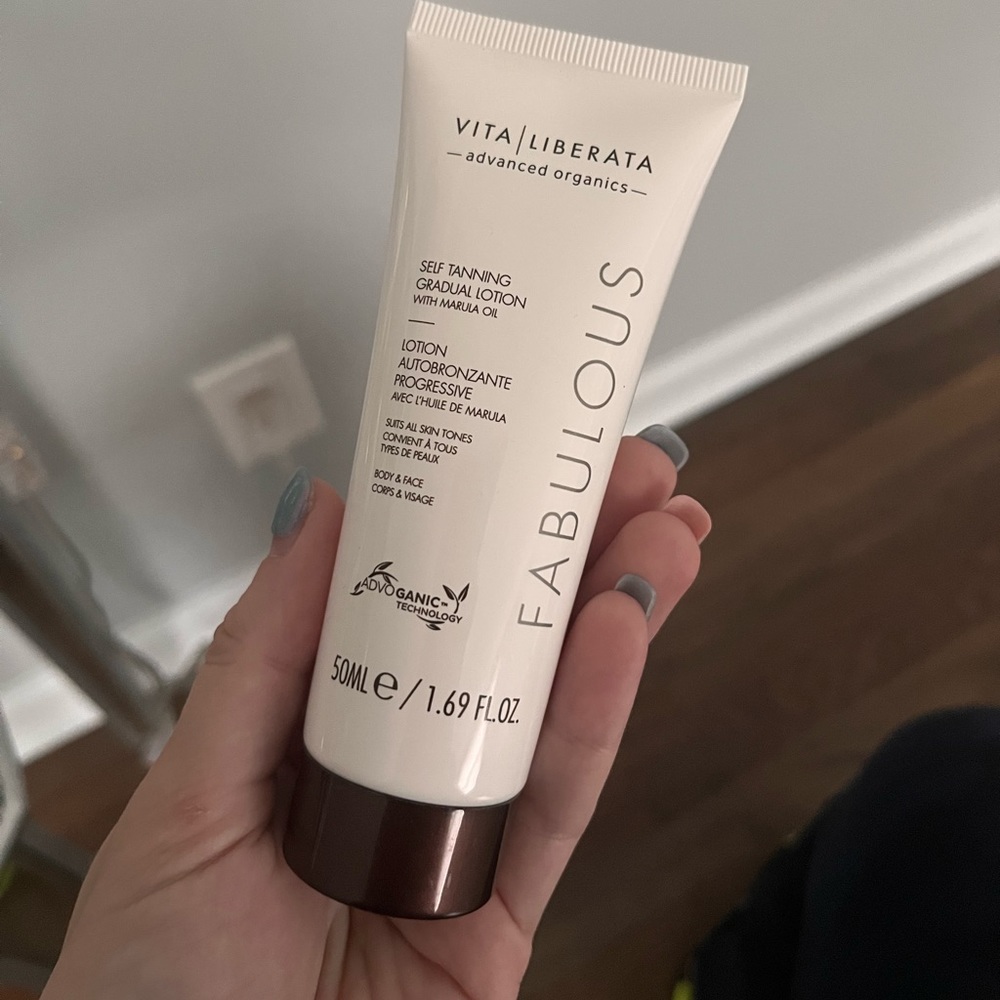 VITA|LIBERATA
—advanced organics—
SELF TANNING
GRADUAL LOTION
WITH MARULA OIL
LOTION
AUTOBRONZANTE
PROGRESSIVE
AVEC L'HUILE DE MARULA
SUITS ALL SKIN TONES
CONVIENT À TOUS
TYPES DE PEAUX
BODY & FACE
CORPS & VISAGE
FABULOUS
ADVOGANIC™
TECHNOLOGY
50ML ℮ / 1.69 FL.OZ.